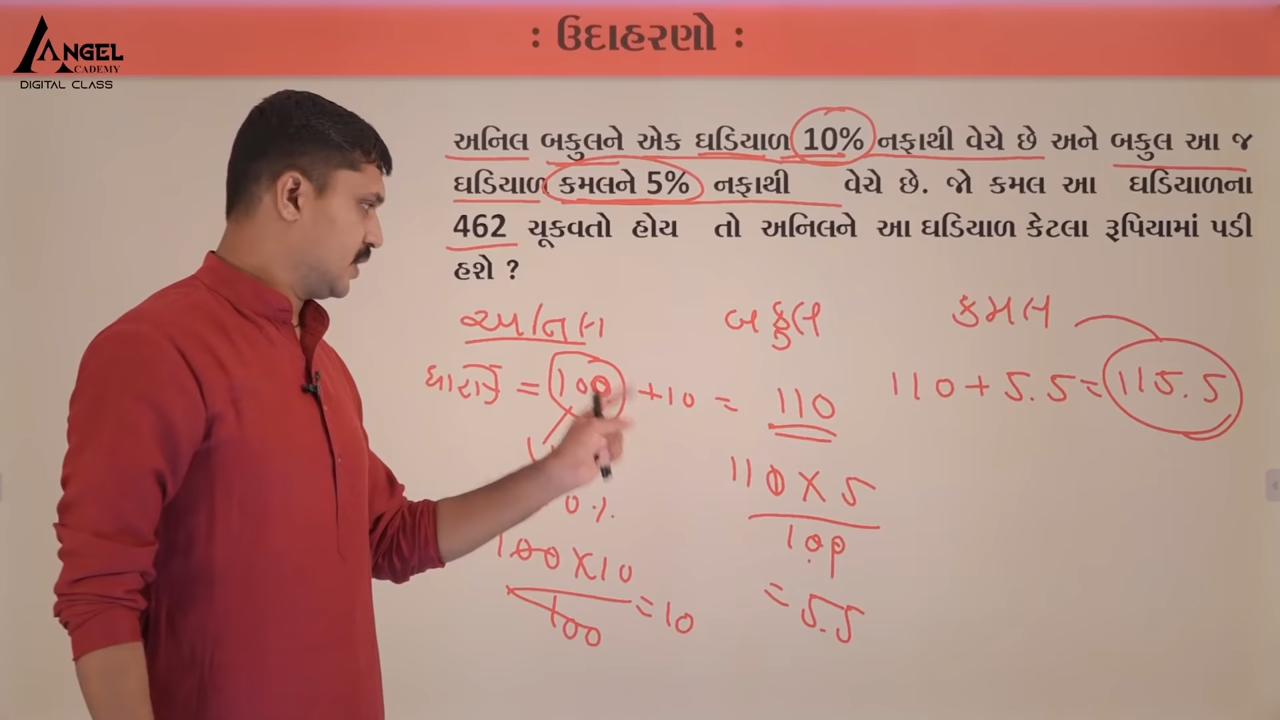 ANGEL
ACADEMY
DIGITAL CLASS
: ઉદાહરણો :
અનિલ બકુલને એક ઘડિયાળ 10% નફાથી વેચે છે અને બકુલ આ જ
ઘડિયાળ કમલને 5% નફાથી વેચે છે. જો કમલ આ ઘડિયાળના
462 ચૂકવતો હોય તો અનિલને આ ઘડિયાળ કેટલા રૂપિયામાં પડી
હશે ?
અનિલ બકુલ કમલ
ધારો = 100 + 10 = 110 110 + 5.5 = 115.5
110 X 5
100
0 %
100 X 10
100 = 10
= 5.5